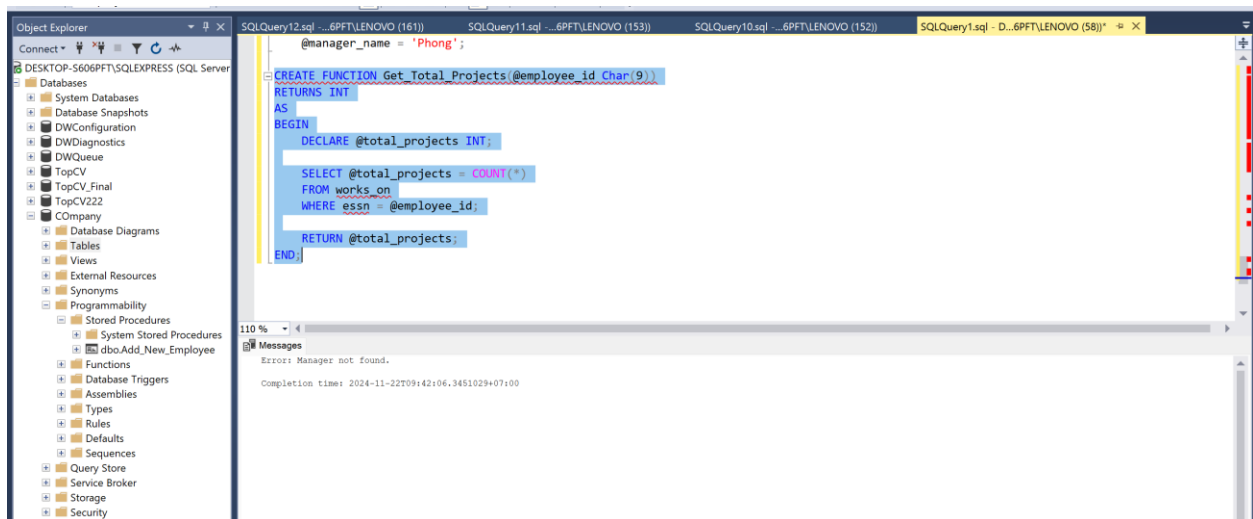 Object Explorer
Connect
DESKTOP-S606PFT\SQLEXPRESS (SQL Server
Databases
System Databases
Database Snapshots
DWConfiguration
DWDiagnostics
DWQueue
TopCV
TopCV_Final
TopCV222
COmpany
Database Diagrams
Tables
Views
External Resources
Synonyms
Programmability
Stored Procedures
System Stored Procedures
dbo.Add_New_Employee
Functions
Database Triggers
Assemblies
Types
Rules
Defaults
Sequences
Query Store
Service Broker
Storage
Security
SQLQuery12.sql -...6PFT\LENOVO (161))
SQLQuery11.sql -...6PFT\LENOVO (153))
SQLQuery10.sql -...6PFT\LENOVO (152))
SQLQuery1.sql - D...6PFT\LENOVO (58))*
@manager_name = 'Phong';
CREATE FUNCTION Get_Total_Projects(@employee_id Char(9))
RETURNS INT
AS
BEGIN
DECLARE @total_projects INT;
SELECT @total_projects = COUNT(*)
FROM works_on
WHERE essn = @employee_id;
RETURN @total_projects;
END;
110 %
Messages
Error: Manager not found.
Completion time: 2024-11-22T09:42:06.3451029+07:00